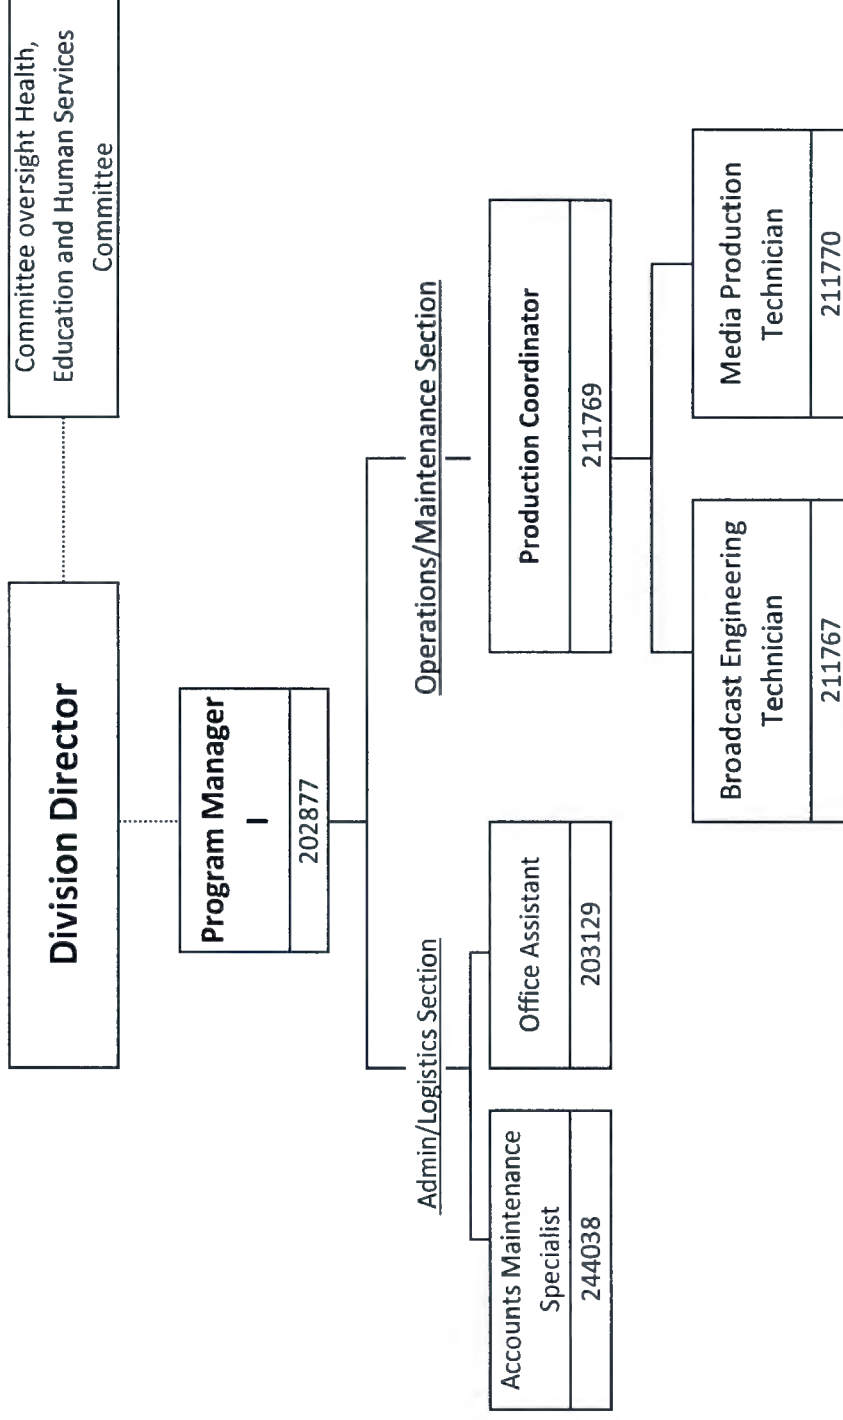 Committee oversight Health,
Education and Human Services
Committee
Division Director
Program Manager
I
202877
Admin/Logistics Section
Operations/Maintenance Section
Accounts Maintenance
Specialist
244038
Office Assistant
203129
Production Coordinator
211769
Broadcast Engineering
Technician
211767
Media Production
Technician
211770